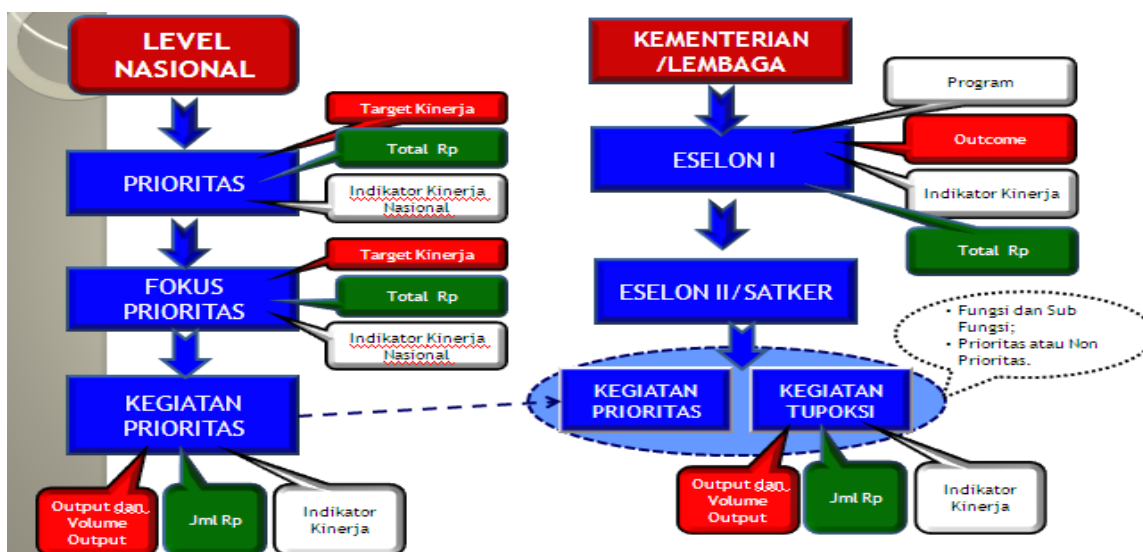 LEVEL
NASIONAL
Target Kinerja
Total Rp
PRIORITAS
Indikator Kinerja
Nasional
Target Kinerja
FOKUS
PRIORITAS
Total Rp
Indikator Kinerja
Nasional
KEGIATAN
PRIORITAS
Output dan
Volume
Output
Jml Rp
Indikator
Kinerja
KEMENTERIAN
/LEMBAGA
Program
ESELON I
Outcome
Indikator Kinerja
Total Rp
ESELON II/SATKER
• Fungsi dan Sub
Fungsi;
• Prioritas atau Non
Prioritas.
KEGIATAN
PRIORITAS
KEGIATAN
TUPOKSI
Output dan
Volume
Output
Jml Rp
Indikator
Kinerja